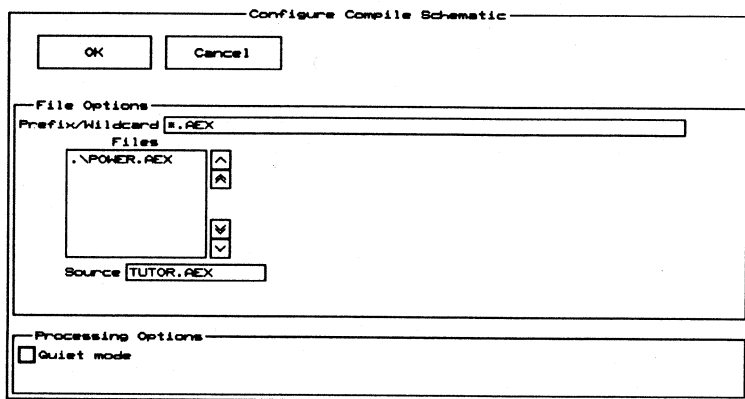 Configure Compile Schematic
OK
Cancel
File Options
Prefix/Wildcard *.AEX
Files
.\POWER.AEX
Source TUTOR.AEX
Processing Options
Quiet mode